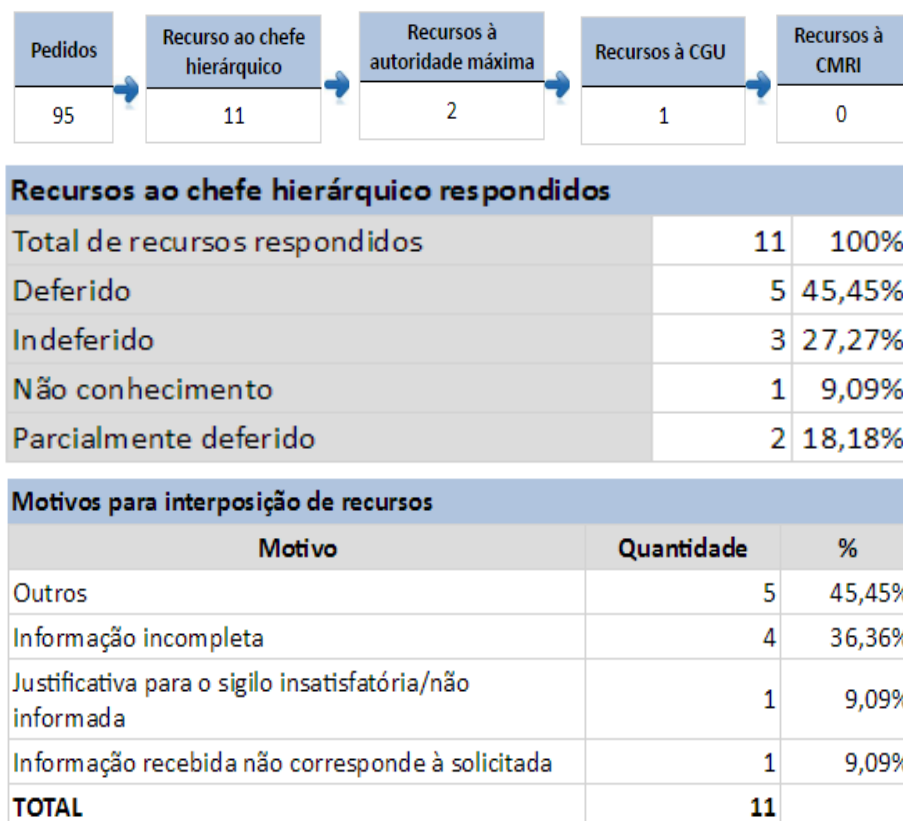 Pedidos
95
Recurso ao chefe
hierárquico
11
Recursos à
autoridade máxima
2
Recursos à CGU
1
Recursos à
CMRI
0
Recursos ao chefe hierárquico respondidos
Total de recursos respondidos 11 100%
Deferido 5 45,45%
Indeferido 3 27,27%
Não conhecimento 1 9,09%
Parcialmente deferido 2 18,18%
Motivos para interposição de recursos
Motivo Quantidade %
Outros 5 45,45%
Informação incompleta 4 36,36%
Justificativa para o sigilo insatisfatória/não
informada 1 9,09%
Informação recebida não corresponde à solicitada 1 9,09%
TOTAL 11